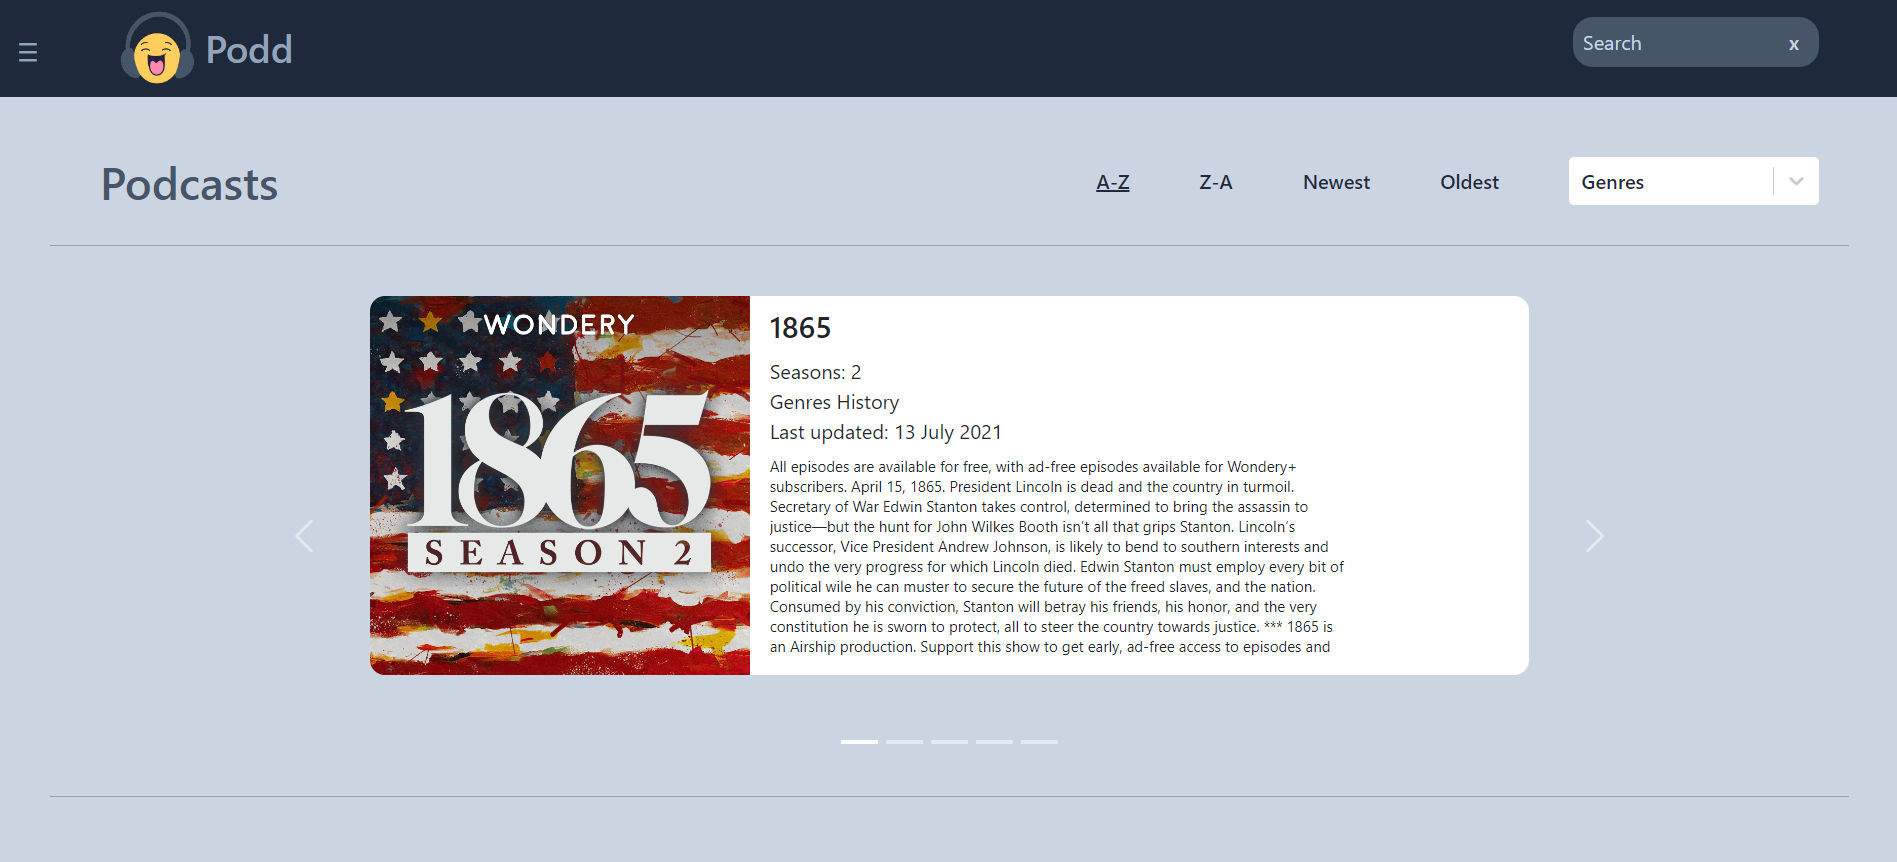 ☰ Podd Search x
Podcasts A-Z Z-A Newest Oldest Genres
WONDERY
1865
SEASON 2
1865
Seasons: 2
Genres History
Last updated: 13 July 2021
All episodes are available for free, with ad-free episodes available for Wondery+
subscribers. April 15, 1865. President Lincoln is dead and the country in turmoil.
Secretary of War Edwin Stanton takes control, determined to bring the assassin to
justice—but the hunt for John Wilkes Booth isn’t all that grips Stanton. Lincoln’s
successor, Vice President Andrew Johnson, is likely to bend to southern interests and
undo the very progress for which Lincoln died. Edwin Stanton must employ every bit of
political wile he can muster to secure the future of the freed slaves, and the nation.
Consumed by his conviction, Stanton will betray his friends, his honor, and the very
constitution he is sworn to protect, all to steer the country towards justice. *** 1865 is
an Airship production. Support this show to get early, ad-free access to episodes and